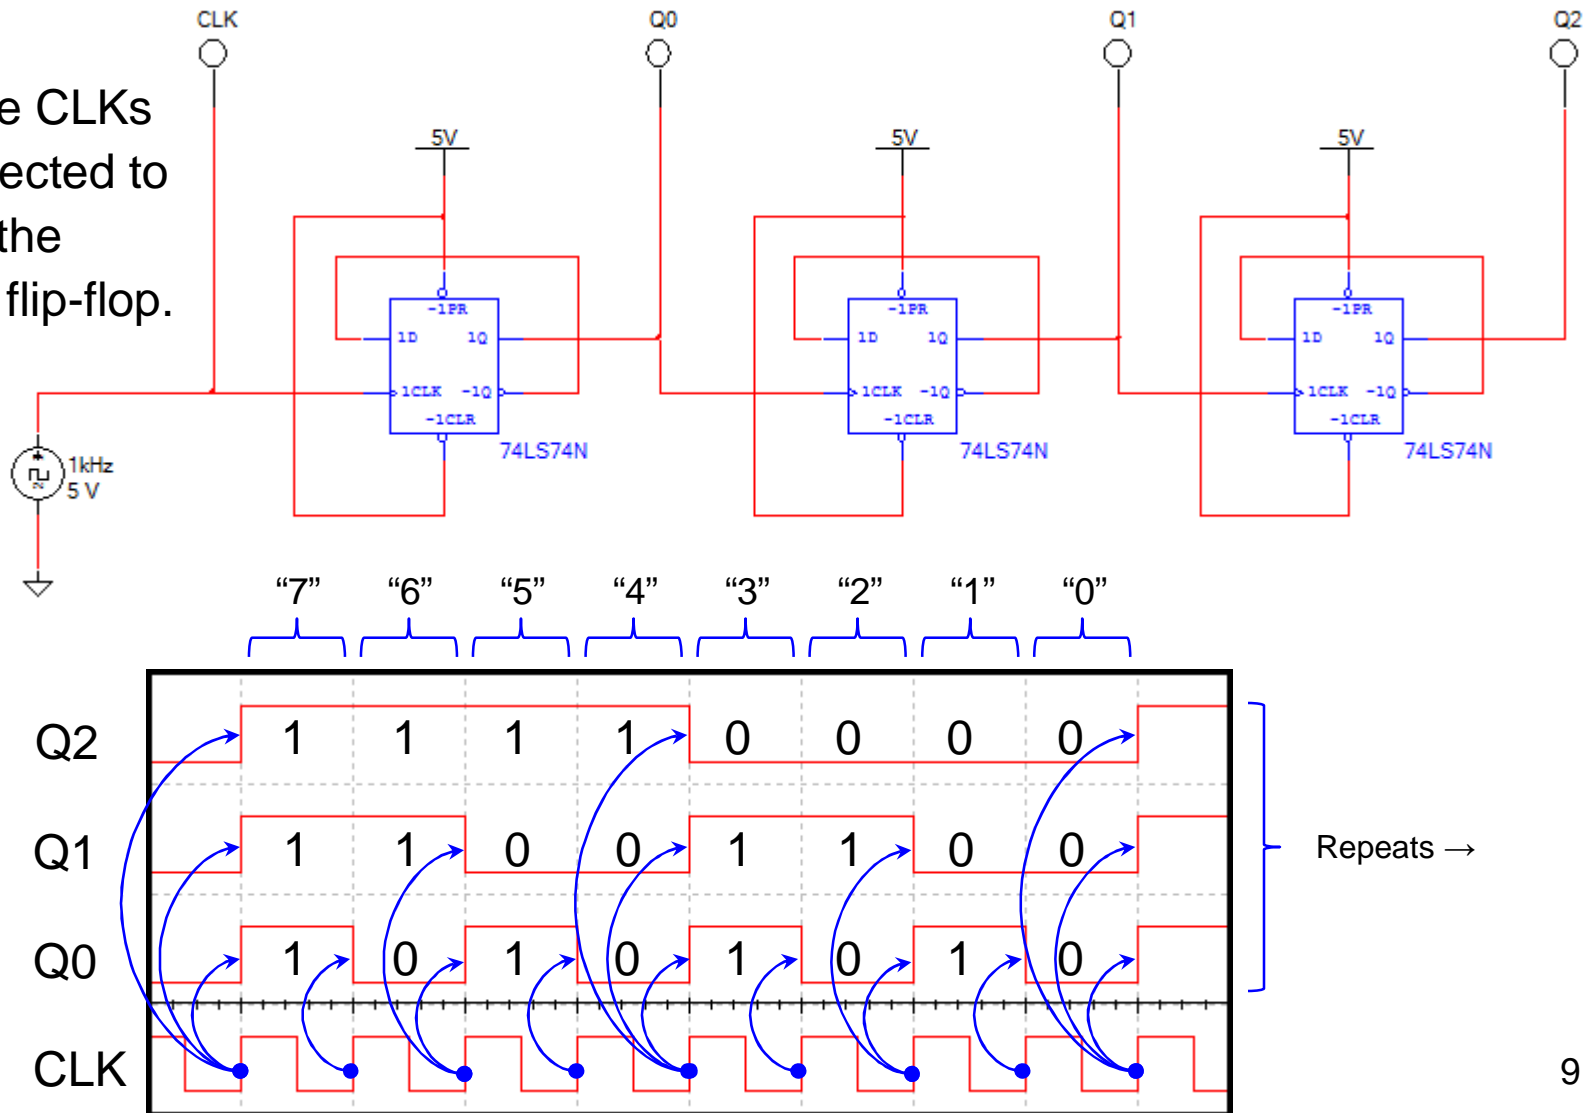 CLK Q0 Q1 Q2
e CLKs
ected to
the
flip-flop.
5V 5V 5V
~1PR ~1PR ~1PR
1D 1Q 1D 1Q 1D 1Q
1CLK ~1Q 1CLK ~1Q 1CLK ~1Q
~1CLR ~1CLR ~1CLR
74LS74N 74LS74N 74LS74N
1kHz
5 V
“7” “6” “5” “4” “3” “2” “1” “0”
Q2 1 1 1 1 0 0 0 0
Q1 1 1 0 0 1 1 0 0
Repeats →
Q0 1 0 1 0 1 0 1 0
CLK
9